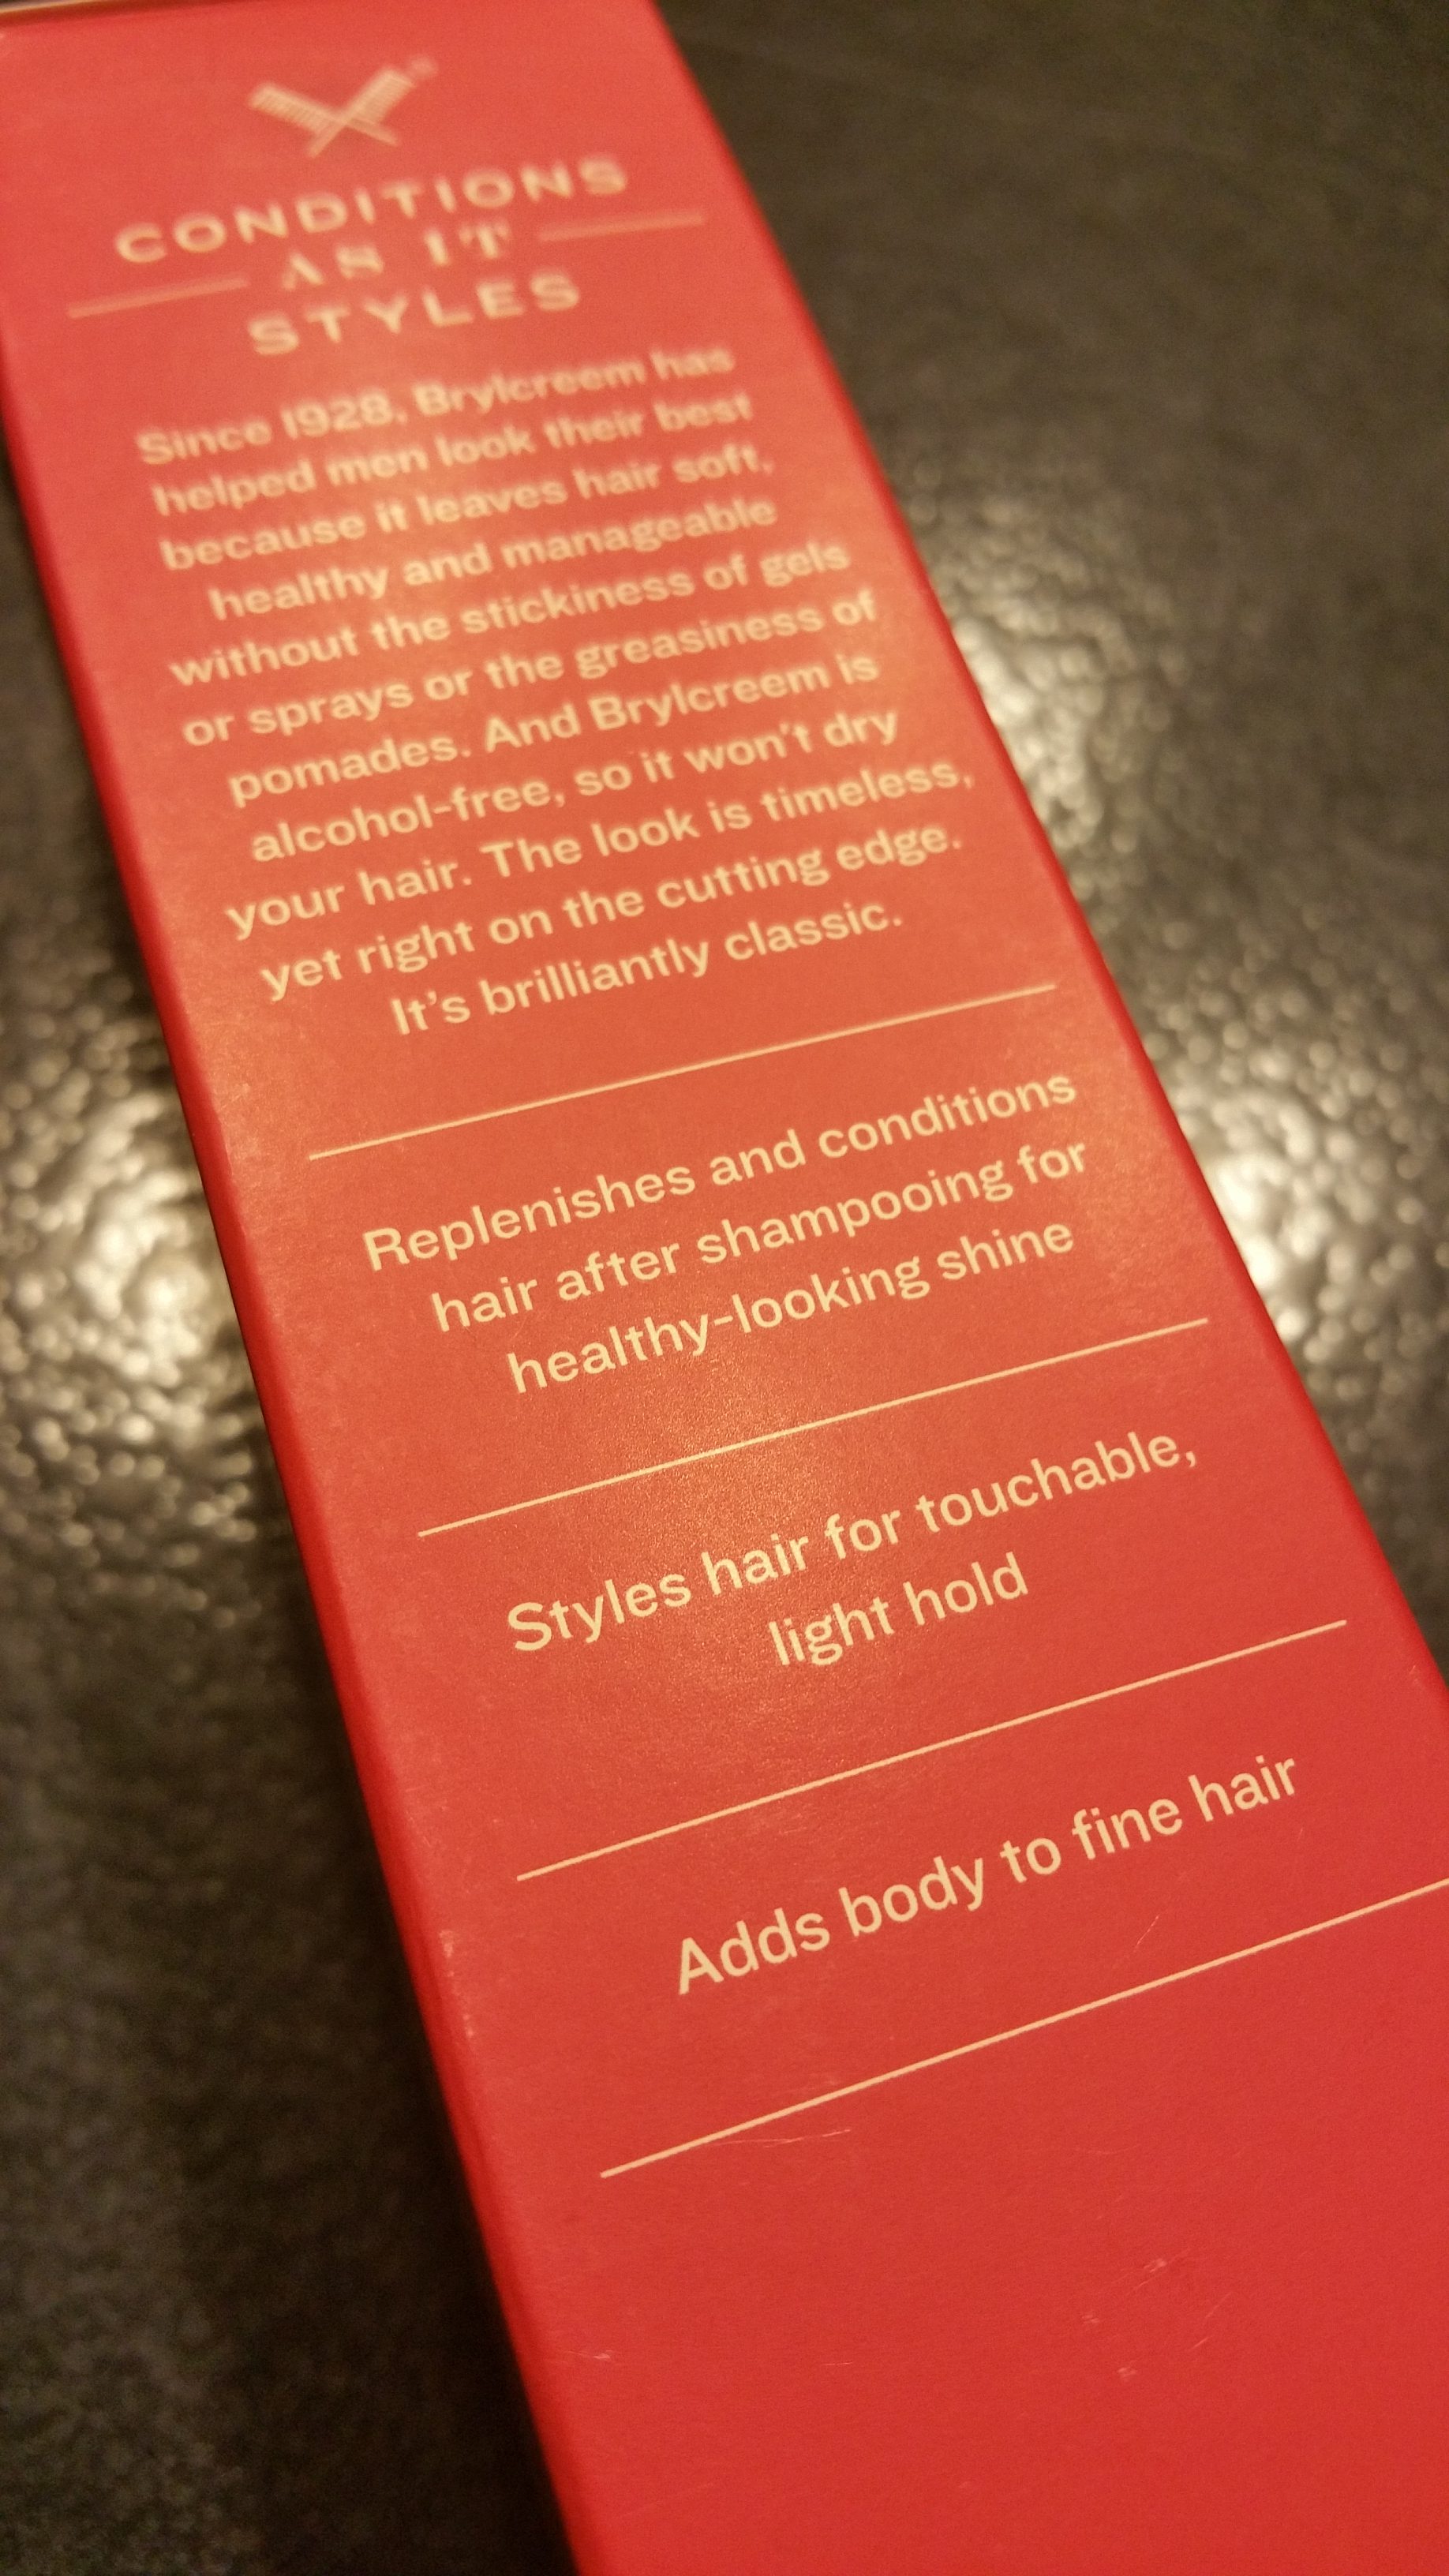 CONDITIONS
AS IT
STYLES
Since 1928, Brylcreem has
helped men look their best
because it leaves hair soft,
healthy and manageable
without the stickiness of gels
or sprays or the greasiness of
pomades. And Brylcreem is
alcohol-free, so it won't dry
your hair. The look is timeless,
yet right on the cutting edge.
It's brilliantly classic.
Replenishes and conditions
hair after shampooing for
healthy-looking shine
Styles hair for touchable,
light hold
Adds body to fine hair